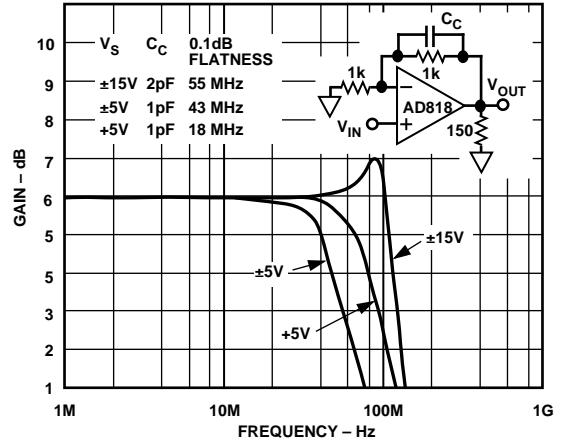 10
9
8
7
6
5
5
3
2
1
GAIN – dB
V_S C_C 0.1dB FLATNESS
±15V 2pF 55 MHz
±5V 1pF 43 MHz
+5V 1pF 18 MHz
C_C
1k
1k
AD818
V_IN
V_OUT
150
±15V
±5V
+5V
1M 10M 100M 1G
FREQUENCY – Hz